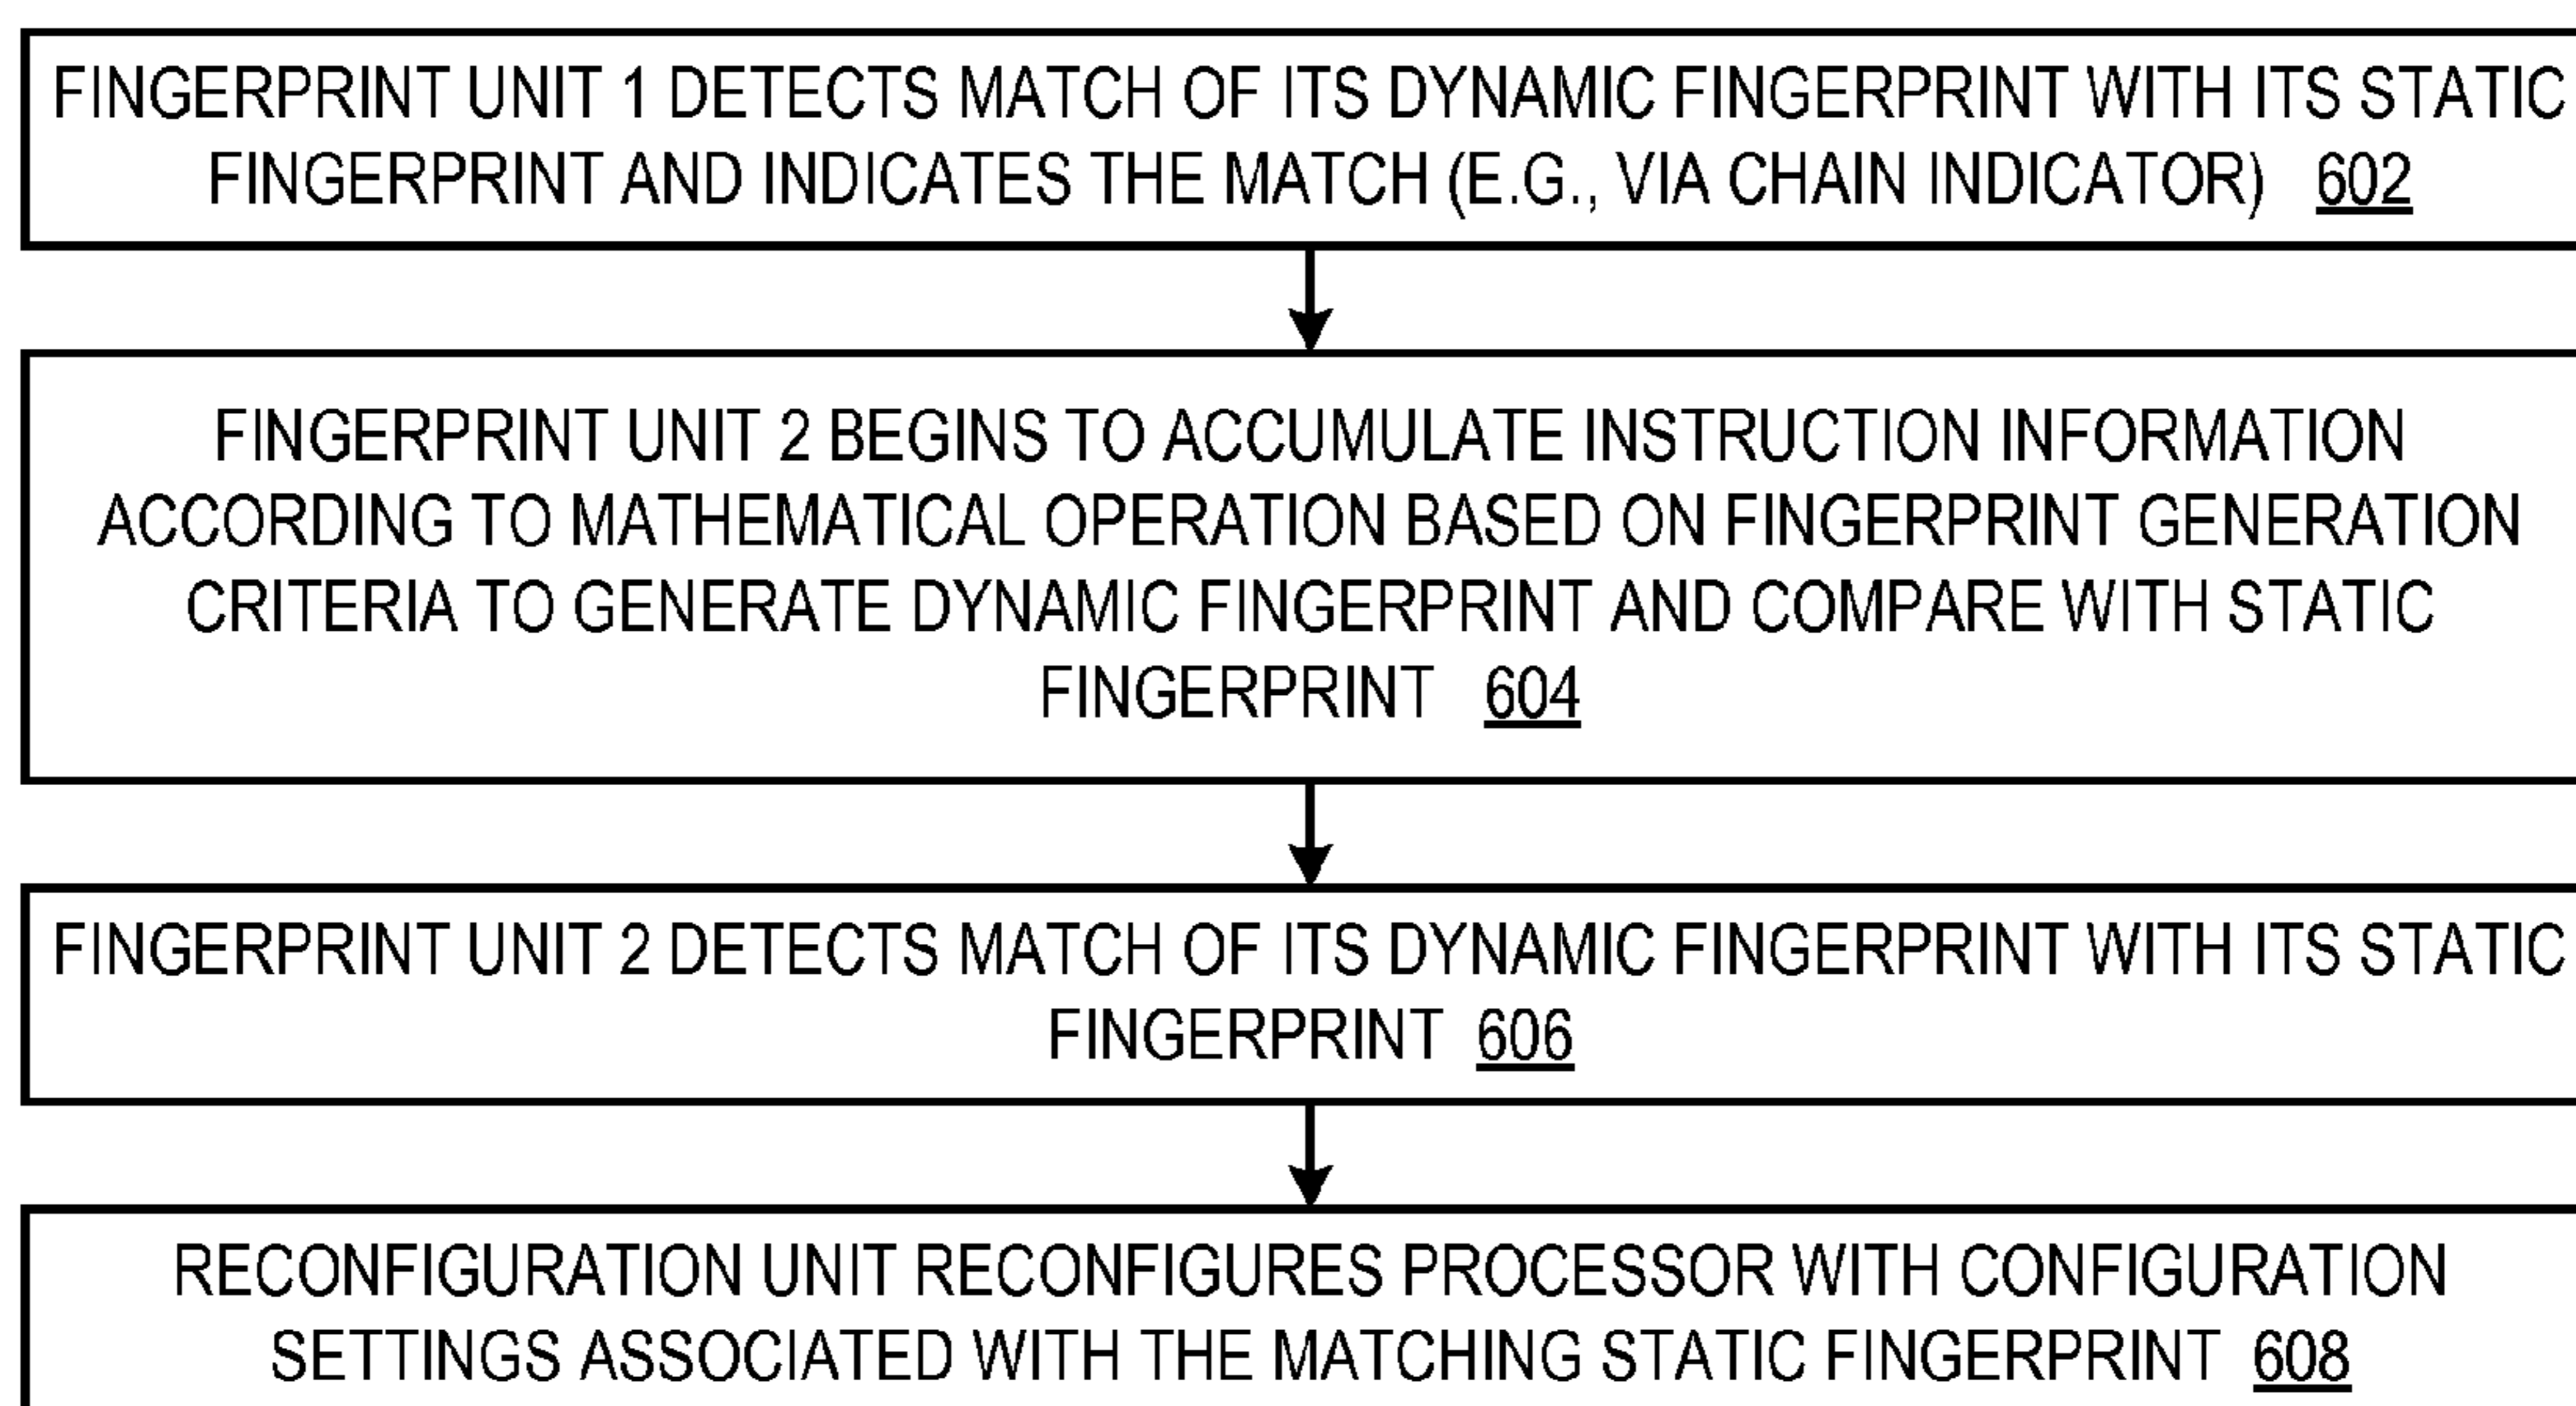 FINGERPRINT UNIT 1 DETECTS MATCH OF ITS DYNAMIC FINGERPRINT WITH ITS STATIC
FINGERPRINT AND INDICATES THE MATCH (E.G., VIA CHAIN INDICATOR) 602
FINGERPRINT UNIT 2 BEGINS TO ACCUMULATE INSTRUCTION INFORMATION
ACCORDING TO MATHEMATICAL OPERATION BASED ON FINGERPRINT GENERATION
CRITERIA TO GENERATE DYNAMIC FINGERPRINT AND COMPARE WITH STATIC
FINGERPRINT 604
FINGERPRINT UNIT 2 DETECTS MATCH OF ITS DYNAMIC FINGERPRINT WITH ITS STATIC
FINGERPRINT 606
RECONFIGURATION UNIT RECONFIGURES PROCESSOR WITH CONFIGURATION
SETTINGS ASSOCIATED WITH THE MATCHING STATIC FINGERPRINT 608